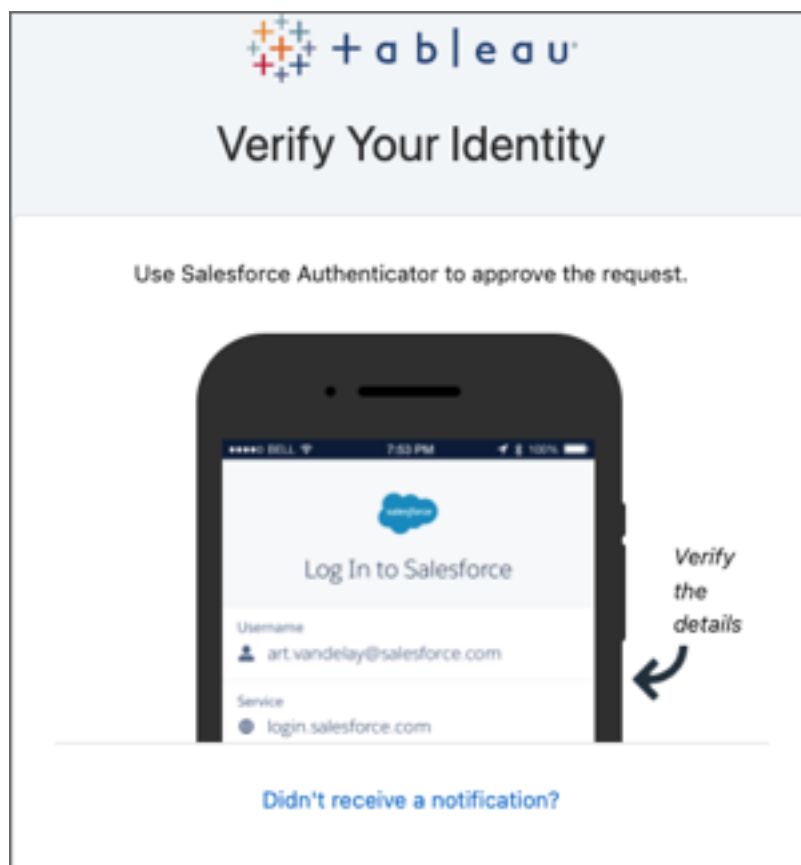 +ableau
Verify Your Identity
Use Salesforce Authenticator to approve the request.
BELL 7:53 PM 100%
salesforce
Log In to Salesforce
Username
art.vandelay@salesforce.com
Service
login.salesforce.com
Verify
the
details
Didn't receive a notification?